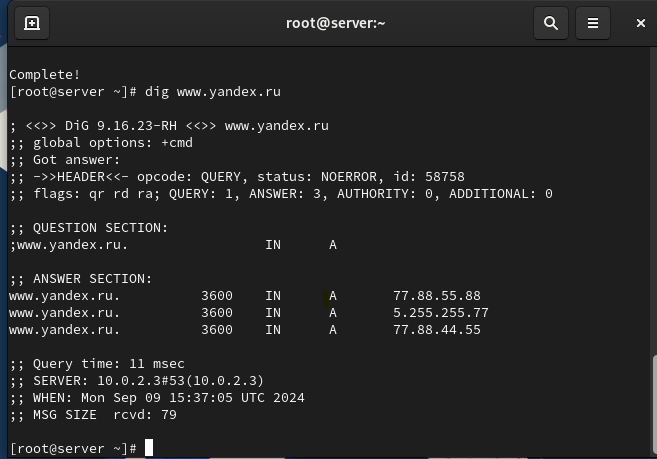 root@server:~
Complete!
[root@server ~]# dig www.yandex.ru
; <<>> DiG 9.16.23-RH <<>> www.yandex.ru
;; global options: +cmd
;; Got answer:
;; ->>HEADER<<- opcode: QUERY, status: NOERROR, id: 58758
;; flags: qr rd ra; QUERY: 1, ANSWER: 3, AUTHORITY: 0, ADDITIONAL: 0
;; QUESTION SECTION:
;www.yandex.ru. IN A
;; ANSWER SECTION:
www.yandex.ru. 3600 IN A 77.88.55.88
www.yandex.ru. 3600 IN A 5.255.255.77
www.yandex.ru. 3600 IN A 77.88.44.55
;; Query time: 11 msec
;; SERVER: 10.0.2.3#53(10.0.2.3)
;; WHEN: Mon Sep 09 15:37:05 UTC 2024
;; MSG SIZE  rcvd: 79
[root@server ~]#